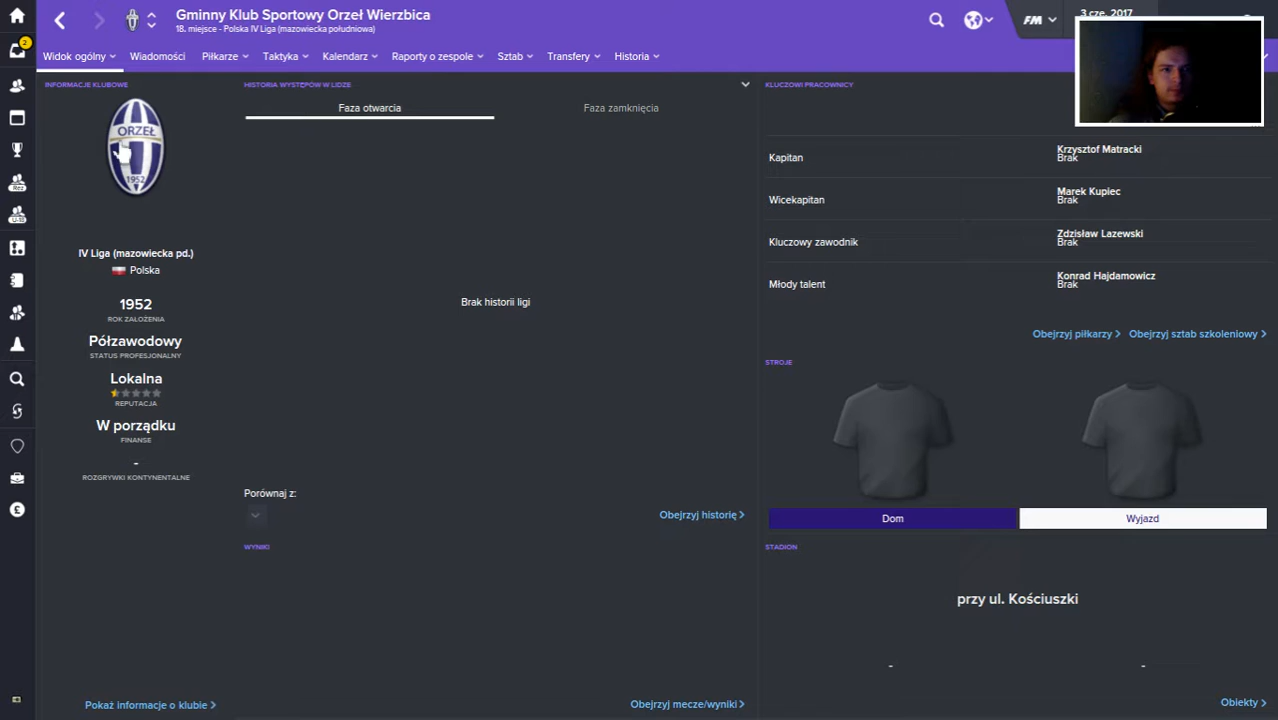 Gminny Klub Sportowy Orzeł Wierzbica
18. miejsce - Polska IV Liga (mazowiecka południowa)
FM
3 cze. 2017
2
Widok ogólny
Wiadomości
Piłkarze
Taktyka
Kalendarz
Raporty o zespole
Sztab
Transfery
Historia
INFORMACJE KLUBOWE
ORZEŁ
1952
IV Liga (mazowiecka pd.)
Polska
1952
ROK ZAŁOŻENIA
Półzawodowy
STATUS PROFESJONALNY
Lokalna
REPUTACJA
W porządku
FINANSE
-
ROZGRYWKI KONTYNENTALNE
Pokaż informacje o klubie
HISTORIA WYSTĘPÓW W LIDZE
Faza otwarcia
Faza zamknięcia
Brak historii ligi
Porównaj z:
Obejrzyj historię
WYNIKI
Obejrzyj mecze/wyniki
KLUCZOWI PRACOWNICY
Kapitan
Krzysztof Matracki
Brak
Wicekapitan
Marek Kupiec
Brak
Kluczowy zawodnik
Zdzisław Lazewski
Brak
Młody talent
Konrad Hajdamowicz
Brak
Obejrzyj piłkarzy
Obejrzyj sztab szkoleniowy
STROJE
Dom
Wyjazd
STADION
przy ul. Kościuszki
-
-
Obiekty